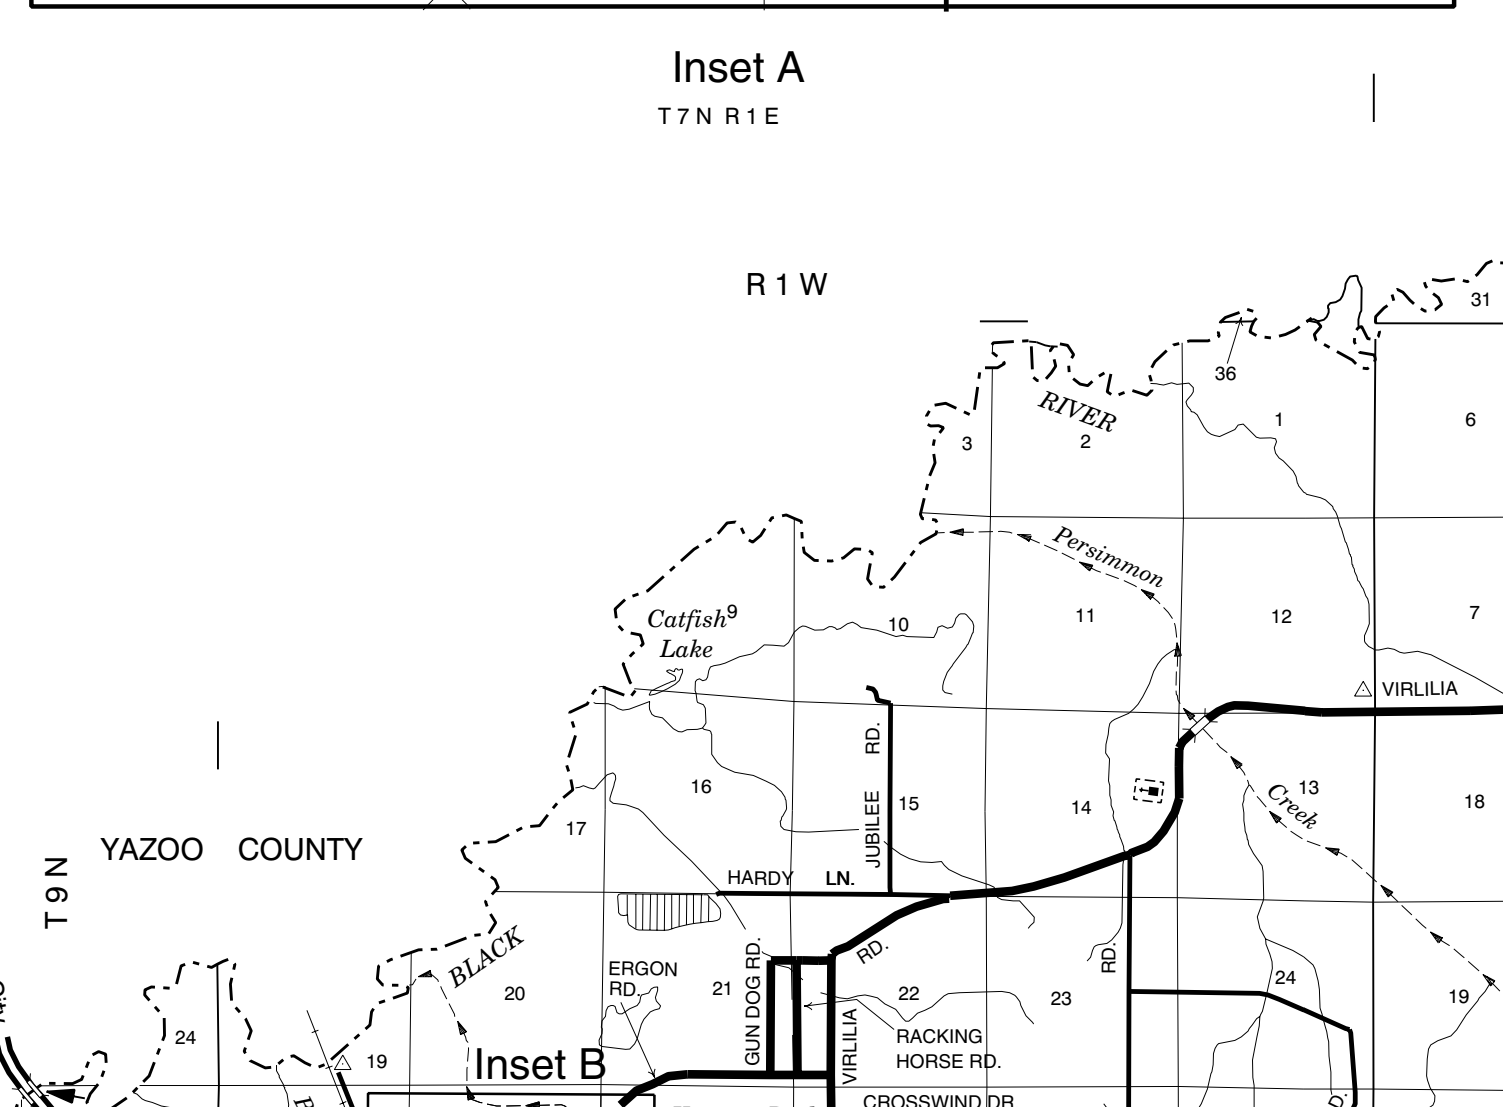 Inset A
T 7 N R 1 E
R 1 W
31
36
RIVER
1
6
3
2
Persimmon
Catfish
9
Lake
10
11
12
7
VIRLILIA
RD.
JUBILEE
16
15
14
13
Creek
18
17
YAZOO COUNTY
T 9 N
HARDY LN.
BLACK
RD.
RD.
GUN DOG RD.
ERGON
RD.
20
21
22
23
24
19
24
19
VIRLILIA
RACKING
HORSE RD.
Inset B
CROSSWIND DR